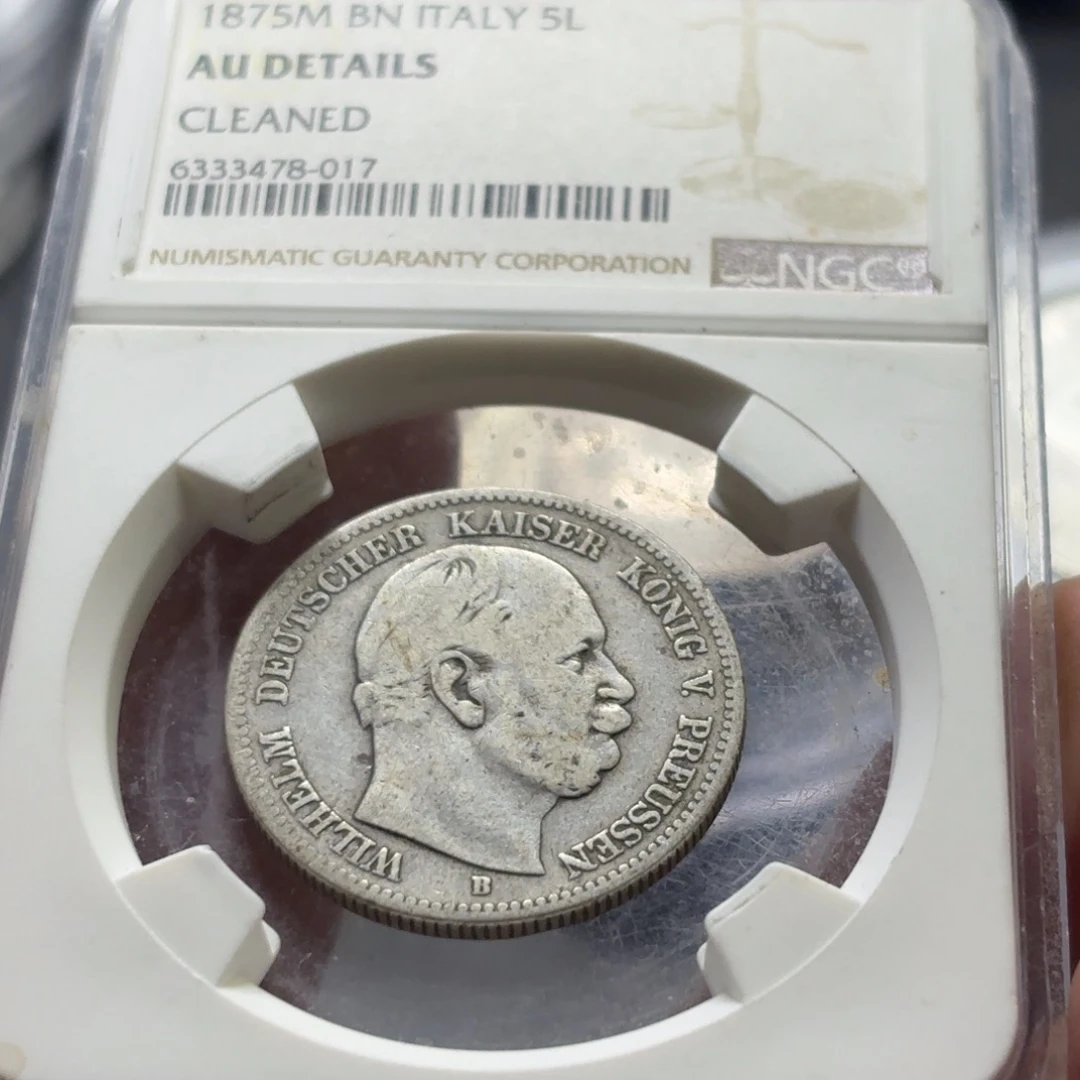 1875M BN ITALY 5L
AU DETAILS
CLEANED
6333478-017
NUMISMATIC GUARANTY CORPORATION
NGC
WILHELM DEUTSCHER KAISER KÖNIG V PREUSSEN
B